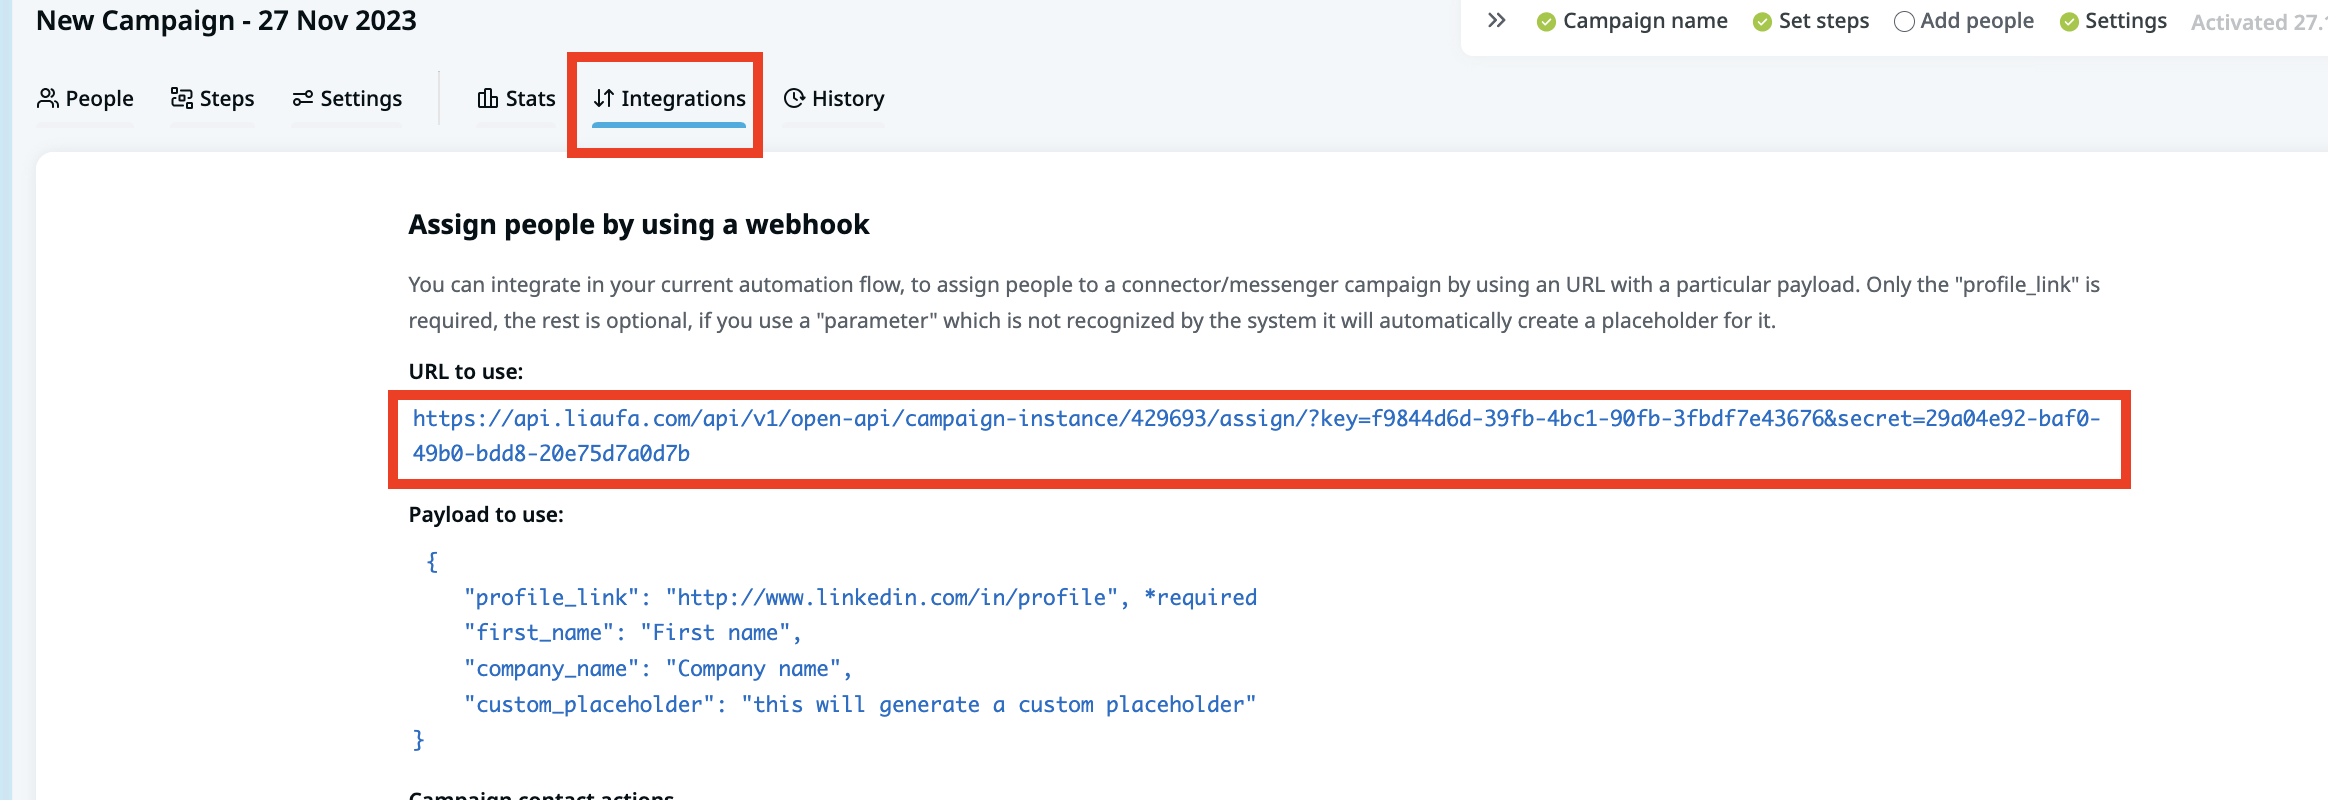 New Campaign - 27 Nov 2023
Campaign name Set steps Add people Settings Activated 27.
People Steps Settings Stats Integrations History
Assign people by using a webhook
You can integrate in your current automation flow, to assign people to a connector/messenger campaign by using an URL with a particular payload. Only the "profile_link" is
required, the rest is optional, if you use a "parameter" which is not recognized by the system it will automatically create a placeholder for it.
URL to use:
https://api.liaufa.com/api/v1/open-api/campaign-instance/429693/assign/?key=f9844d6d-39fb-4bc1-90fb-3fbdf7e43676&secret=29a04e92-baf0-
49b0-bdd8-20e75d7a0d7b
Payload to use:
{
"profile_link": "http://www.linkedin.com/in/profile", *required
"first_name": "First name",
"company_name": "Company name",
"custom_placeholder": "this will generate a custom placeholder"
}
Campaign contact actions